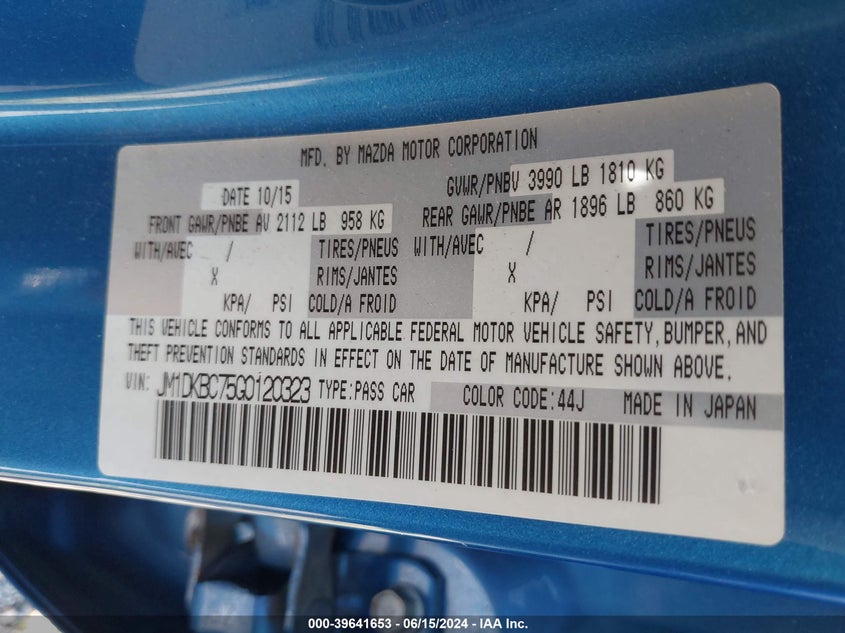 MFD. BY MAZDA MOTOR CORPORATION
DATE 10/15 GVWR/PNBV 3990 LB 1810 KG
FRONT GAWR/PNBE AV 2112 LB 958 KG REAR GAWR/PNBE AR 1896 LB 860 KG
WITH/AVEC / TIRES/PNEUS WITH/AVEC / TIRES/PNEUS
X RIMS/JANTES X RIMS/JANTES
KPA/ PSI COLD/A FROID KPA/ PSI COLD/A FROID
THIS VEHICLE CONFORMS TO ALL APPLICABLE FEDERAL MOTOR VEHICLE SAFETY, BUMPER, AND
THEFT PREVENTION STANDARDS IN EFFECT ON THE DATE OF MANUFACTURE SHOWN ABOVE.
VIN: JM1DKBC75G0120323 TYPE:PASS CAR COLOR CODE:44J MADE IN JAPAN
000-39641653 - 06/15/2024 - IAA Inc.